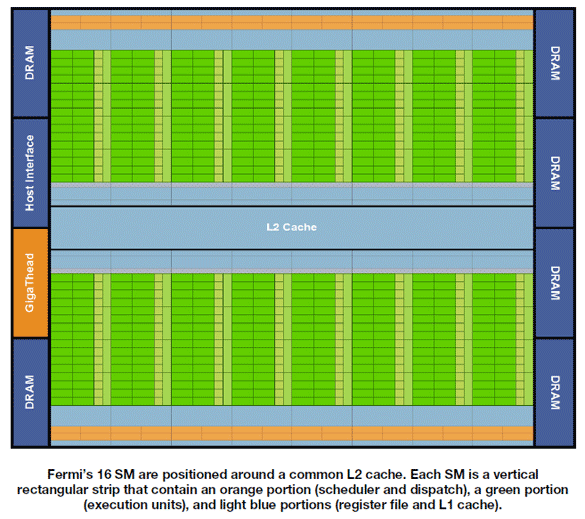 DRAM
Host Interface
GigaThead
DRAM
L2 Cache
DRAM
DRAM
DRAM
DRAM
Fermi's 16 SM are positioned around a common L2 cache. Each SM is a vertical
rectangular strip that contain an orange portion (scheduler and dispatch), a green portion
(execution units), and light blue portions (register file and L1 cache).